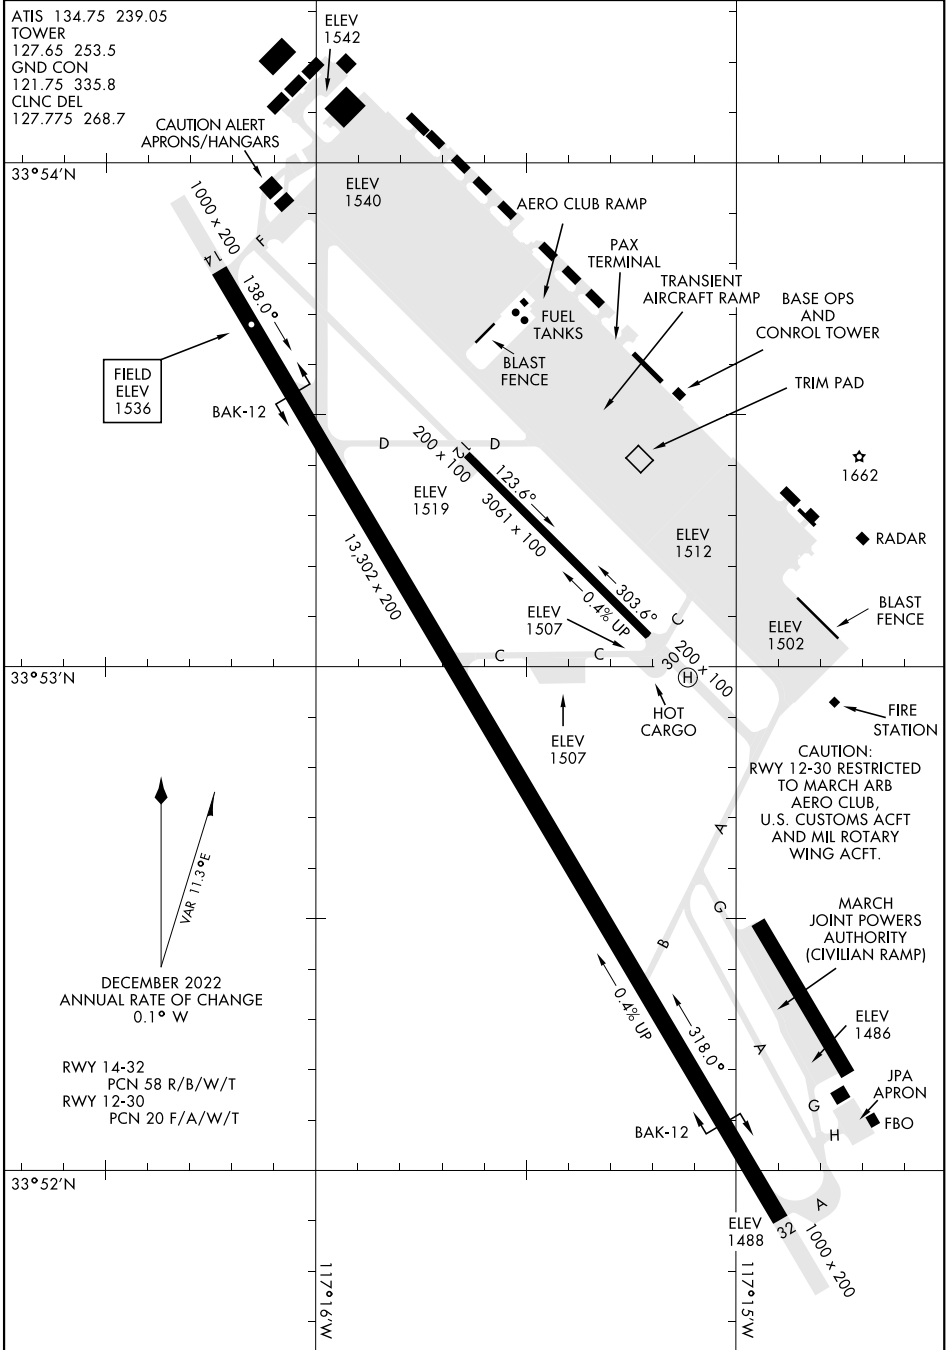 ATIS 134.75 239.05
TOWER
127.65 253.5
GND CON
121.75 335.8
CLNC DEL
127.775 268.7
ELEV
1542
CAUTION ALERT
APRONS/HANGARS
33°54'N
1000 x 200
F
ELEV
1540
AERO CLUB RAMP
PAX
TERMINAL
TRANSIENT
AIRCRAFT RAMP
BASE OPS
AND
CONROL TOWER
14
138.0°
FUEL
TANKS
BLAST
FENCE
TRIM PAD
FIELD
ELEV
1536
BAK-12
D
D
200 x 100
12
123.6°
3061 x 100
ELEV
1519
1662
RADAR
ELEV
1512
13,302 x 200
303.6°
0.4% UP
ELEV
1507
C
BLAST
FENCE
ELEV
1502
C
C
30
200 x 100
H
33°53'N
HOT
CARGO
ELEV
1507
FIRE
STATION
CAUTION:
RWY 12-30 RESTRICTED
TO MARCH ARB
AERO CLUB,
U.S. CUSTOMS ACFT
AND MIL ROTARY
WING ACFT.
A
VAR 11.3°E
G
B
MARCH
JOINT POWERS
AUTHORITY
(CIVILIAN RAMP)
DECEMBER 2022
ANNUAL RATE OF CHANGE
0.1° W
0.4% UP
318.0°
A
ELEV
1486
RWY 14-32
PCN 58 R/B/W/T
RWY 12-30
PCN 20 F/A/W/T
JPA
APRON
G
H
FBO
BAK-12
33°52'N
A
ELEV
1488
32
1000 x 200
117°16'W
117°15'W